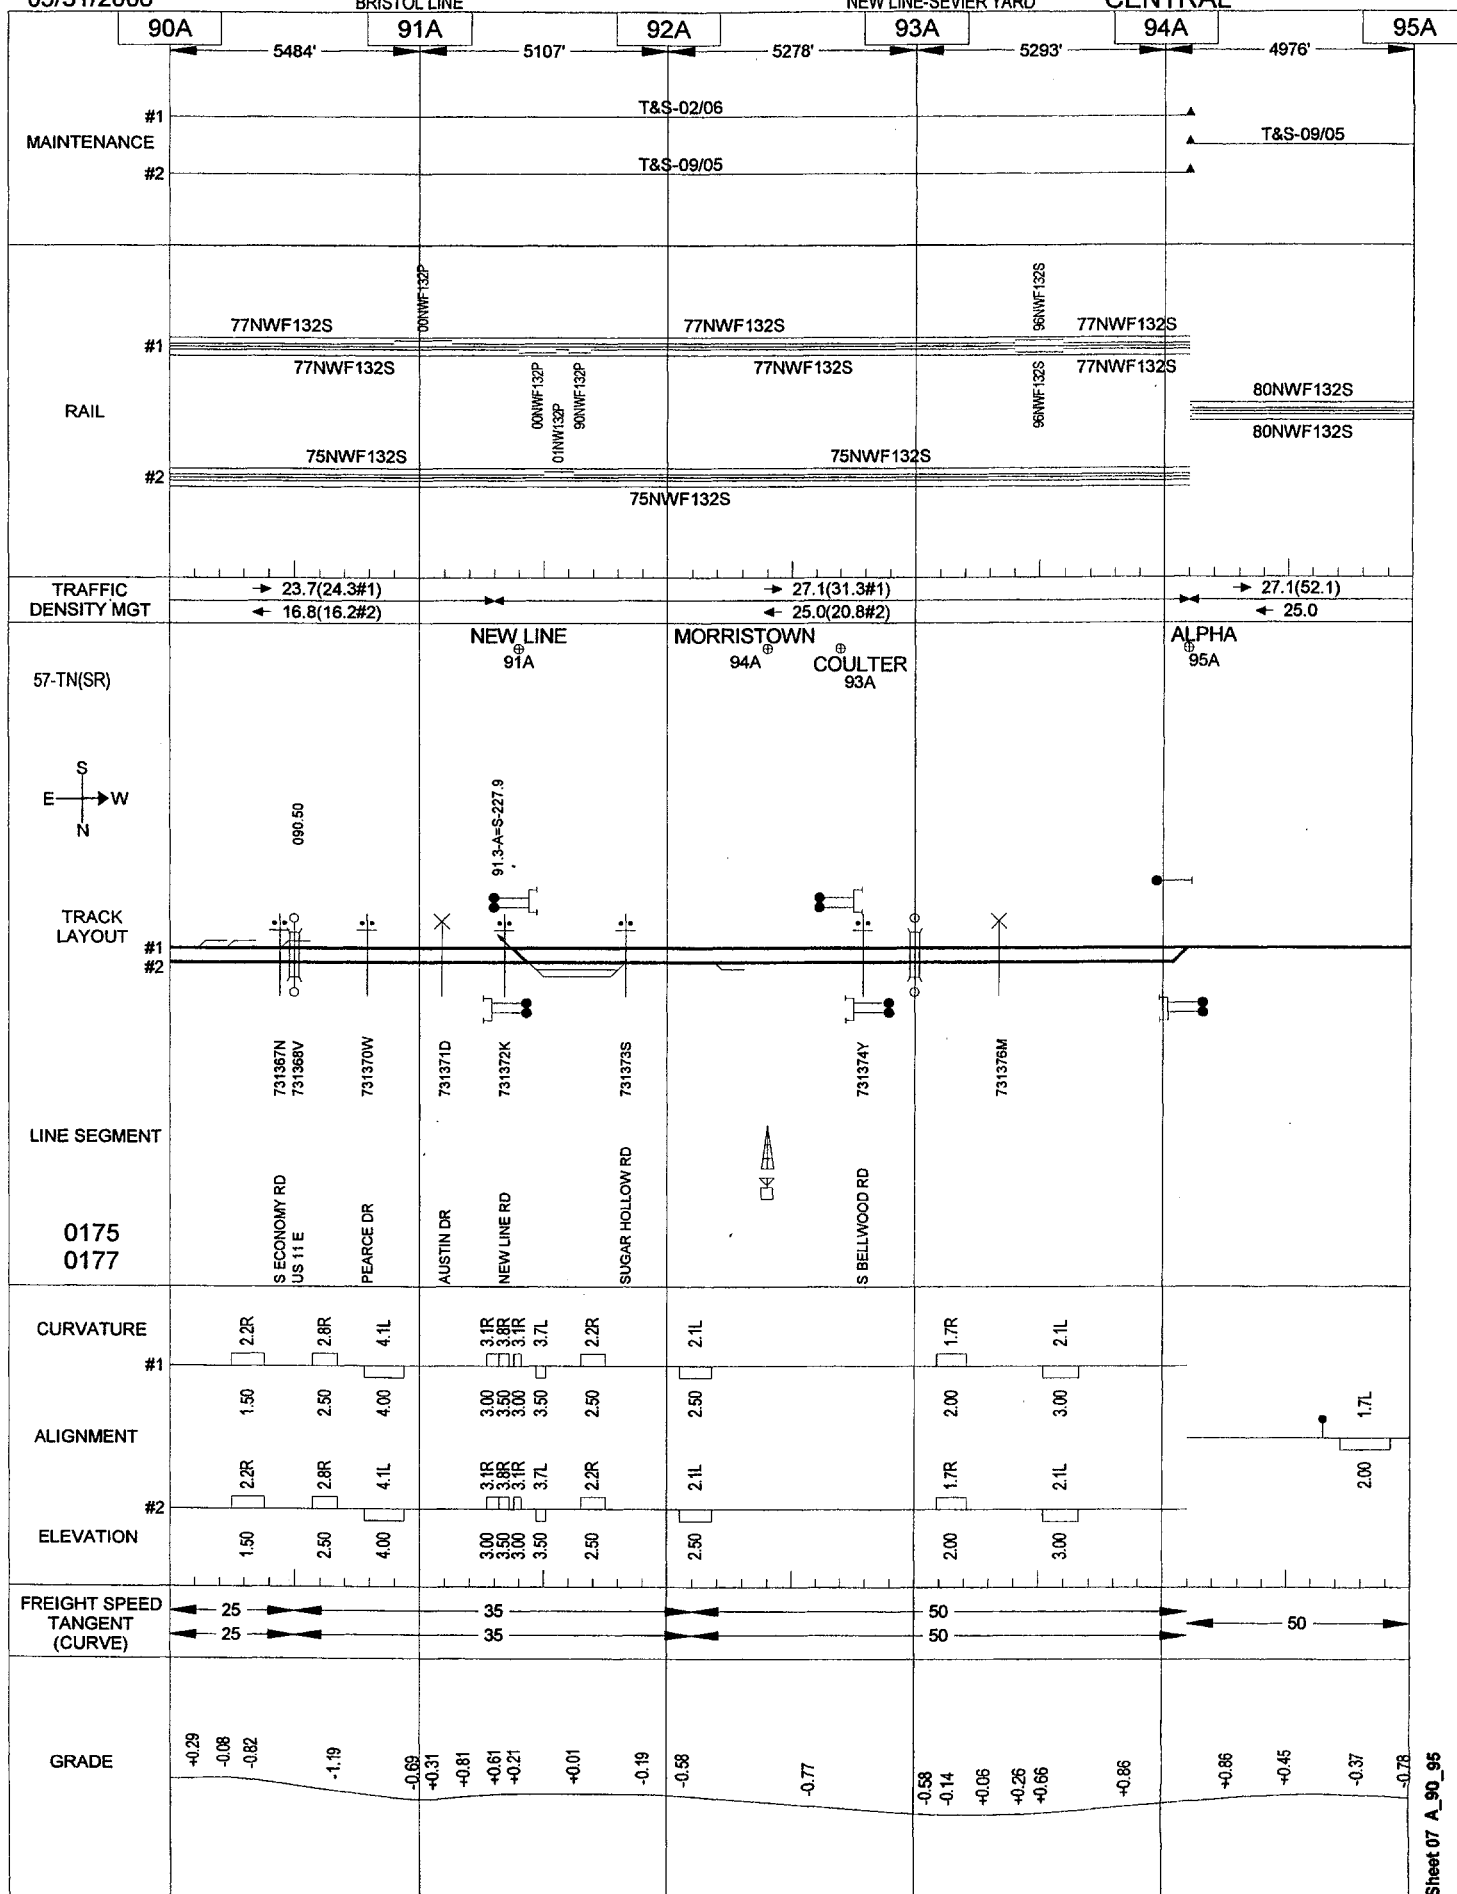 BRISTOL LINE NEW LINE-SEVIER YARD CENTRAL
90A 91A 92A 93A 94A 95A
5484' 5107' 5278' 5293' 4976'
#1 T&S-02/06
MAINTENANCE T&S-09/05
#2 T&S-09/05
00NWF132P 96NWF132S
77NWF132S 77NWF132S 77NWF132S
#1
77NWF132S 77NWF132S 77NWF132S
00NWF132P 01NW132P 90NWF132P 96NWF132S
RAIL
80NWF132S
80NWF132S
75NWF132S 75NWF132S
#2
75NWF132S
TRAFFIC
DENSITY MGT
23.7(24.3#1) 27.1(31.3#1) 27.1(52.1)
16.8(16.2#2) 25.0(20.8#2) 25.0
NEW LINE MORRISTOWN ALPHA
91A 94A COULTER 95A
93A
57-TN(SR)
S
E W
N
090.50
91.3-A=S-227.9
TRACK
LAYOUT
#1
#2
731367N
731368V
731370W
731371D
731372K
731373S
731374Y
731376M
LINE SEGMENT
0175
0177
S ECONOMY RD
US 11 E
PEARCE DR
AUSTIN DR
NEW LINE RD
SUGAR HOLLOW RD
S BELLWOOD RD
CURVATURE
2.2R 2.8R 4.1L 3.1R 3.8R 3.1R 3.7L 2.2R 2.1L 1.7R 2.1L
#1
1.50 2.50 4.00 3.00 3.50 3.00 3.50 2.50 2.50 2.00 3.00
ALIGNMENT
1.7L
2.00
2.2R 2.8R 4.1L 3.1R 3.8R 3.1R 3.7L 2.2R 2.1L 1.7R 2.1L
#2
ELEVATION
1.50 2.50 4.00 3.00 3.50 3.00 3.50 2.50 2.50 2.00 3.00
FREIGHT SPEED
TANGENT
(CURVE)
25 35 50
25 35 50
50
GRADE
+0.29 -0.08 -0.82 -1.19 -0.69 +0.31 +0.81 +0.61 +0.21 +0.01 -0.19 -0.58 -0.77 -0.58 -0.14 +0.06 +0.26 +0.66 +0.86 +0.86 +0.45 -0.37 -0.78
Sheet 07 A_90_95